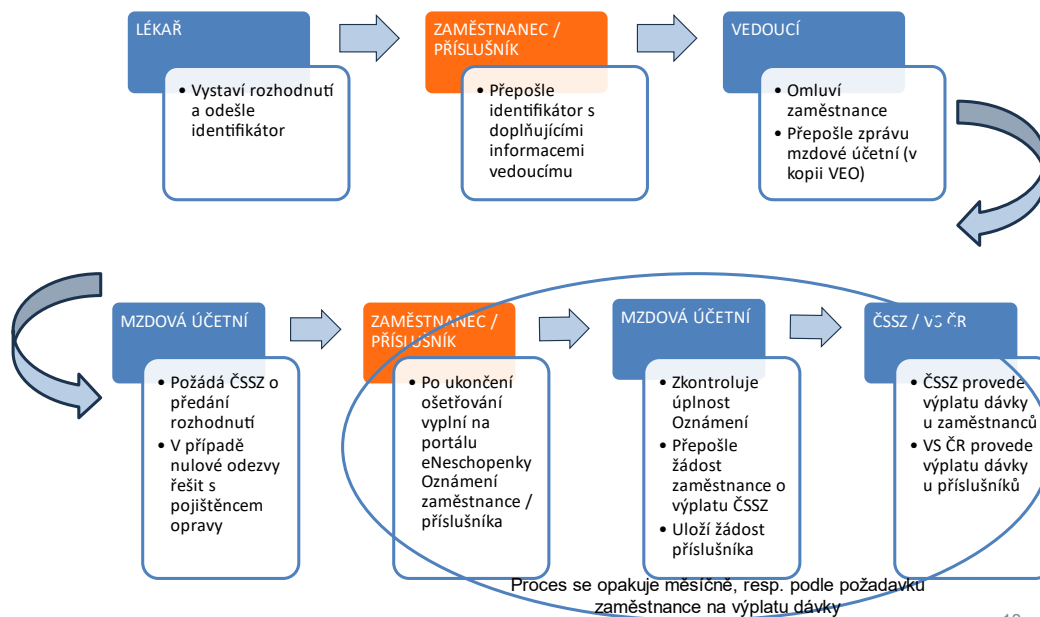 LÉKAŘ
• Vystaví rozhodnutí
a odešle
identifikátor
ZAMĚSTNANEC /
PŘÍSLUŠNÍK
• Přepošle
identifikátor s
doplňujícími
informacemi
vedoucímu
VEDOUCÍ
• Omluví
zaměstnance
• Přepošle zprávu
mzdové účetní (v
kopii VEO)
MZDOVÁ ÚČETNÍ
• Požádá ČSSZ o
předání
rozhodnutí
• V případě
nulové odezvy
řešit s
pojištěncem
opravy
ZAMĚSTNANEC /
PŘÍSLUŠNÍK
• Po ukončení
ošetřování
vyplní na
portálu
eNeschopenky
Oznámení
zaměstnance /
příslušníka
MZDOVÁ ÚČETNÍ
• Zkontroluje
úplnost
Oznámení
• Přepošle
žádost
zaměstnance o
výplatu ČSSZ
• Uloží žádost
příslušníka
ČSSZ / VS ČR
• ČSSZ provede
výplatu dávky
u zaměstnanců
• VS ČR provede
výplatu dávky
u příslušníků
Proces se opakuje měsíčně, resp. podle požadavku
zaměstnance na výplatu dávky